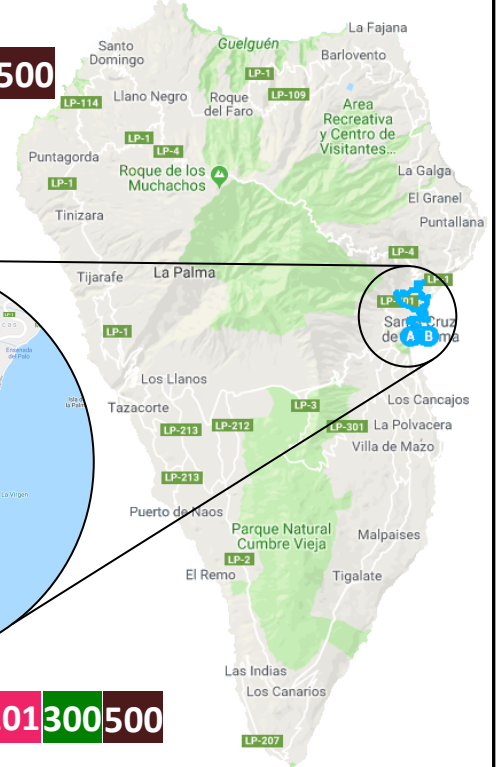 La Fajana
Santo
Domingo
Guelguén
Barlovento
500
LP-1
LP-114
Llano Negro
Roque
del Faro
LP-109
Area
Recreativa
y Centro de
Visitantes...
LP-1
LP-4
Puntagorda
Roque de los
Muchachos
La Galga
LP-1
El Granel
Tinizara
Puntallana
LP-4
Tijarafe
La Palma
LP-1
A B
LP-1
Los Llanos
Los Cancajos
Tazacorte
LP-3
LP-213
LP-212
LP-301
La Polvacera
Villa de Mazo
LP-213
La Virgen
Puerto de Naos
Parque Natural
Cumbre Vieja
Malpaises
LP-2
El Remo
Tigalate
Las Indias
Los Canarios
01 300 500
LP-207